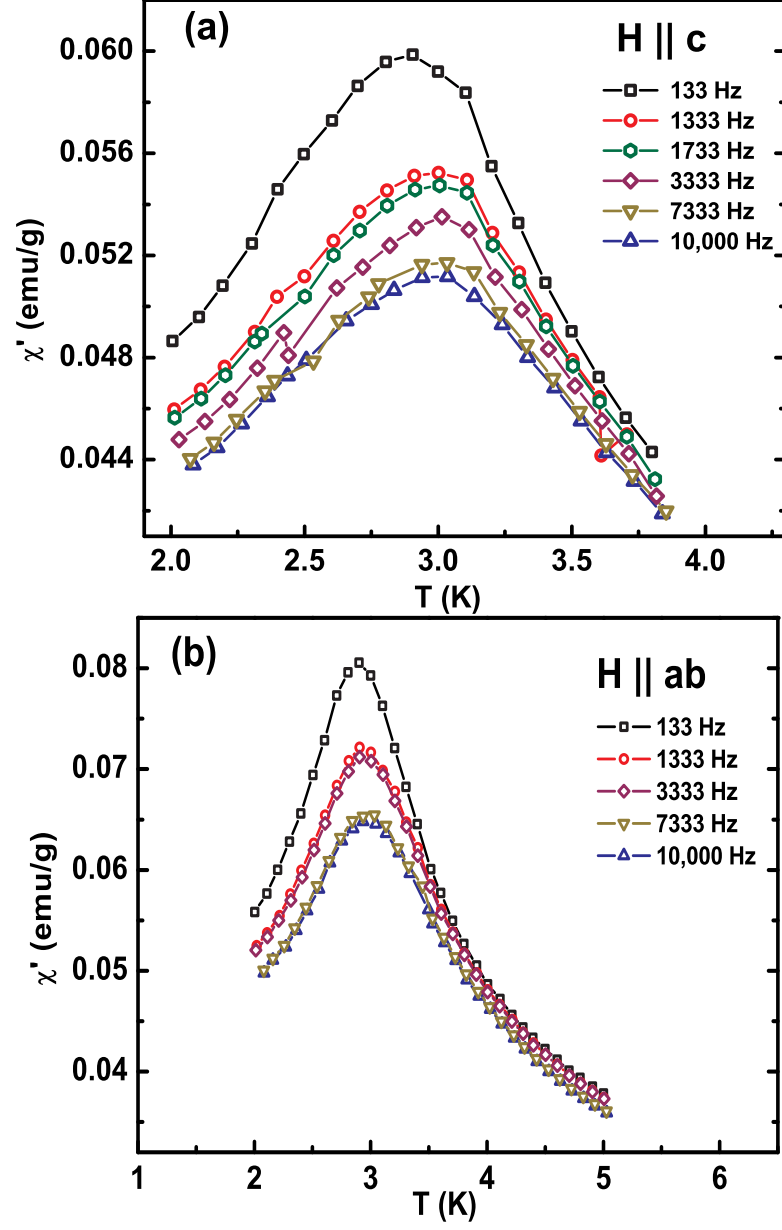 (a)
H || c
133 Hz
1333 Hz
1733 Hz
3333 Hz
7333 Hz
10,000 Hz
χ' (emu/g)
0.060
0.056
0.052
0.048
0.044
2.0 2.5 3.0 3.5 4.0
T (K)
(b)
H || ab
133 Hz
1333 Hz
3333 Hz
7333 Hz
10,000 Hz
χ' (emu/g)
0.08
0.07
0.06
0.05
0.04
1 2 3 4 5 6
T (K)